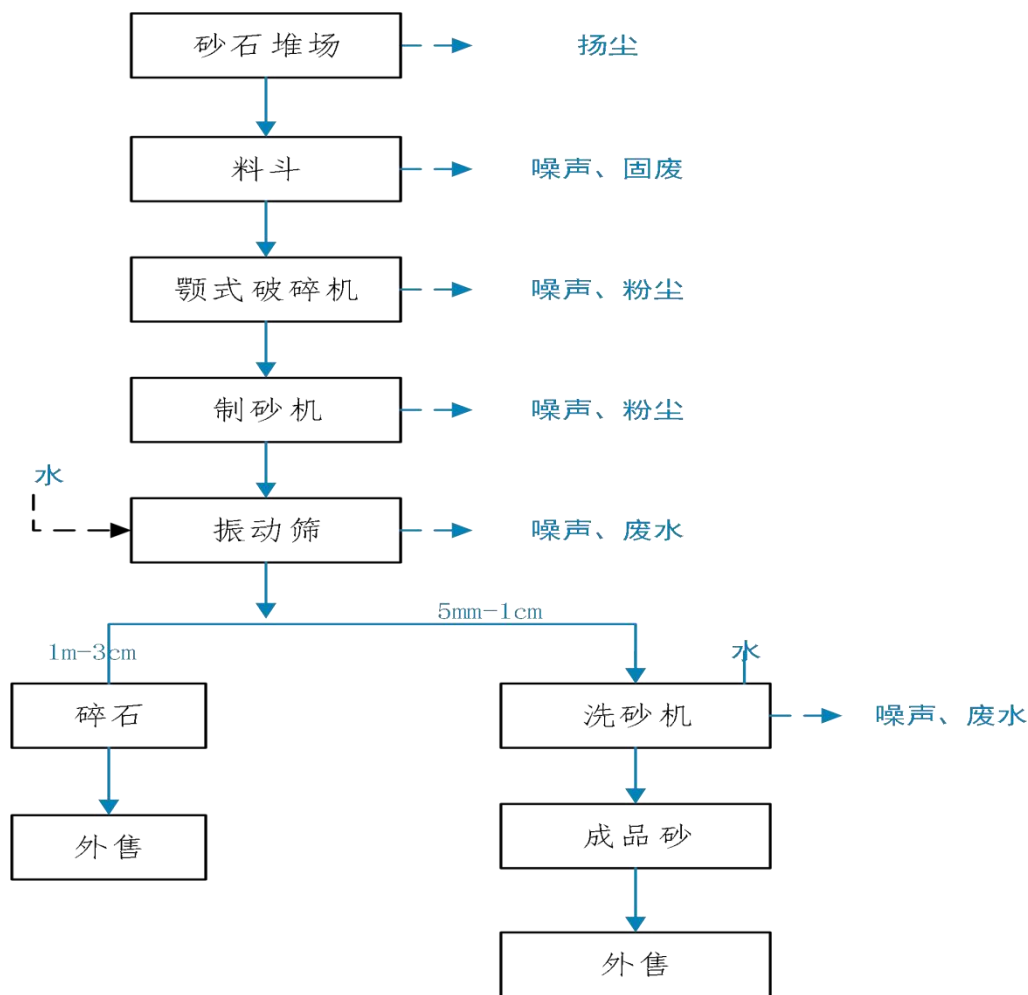 砂石堆场
扬尘
料斗
噪声、固废
颚式破碎机
噪声、粉尘
制砂机
噪声、粉尘
水
振动筛
噪声、废水
5mm-1cm
1m-3cm
水
碎石
洗砂机
噪声、废水
外售
成品砂
外售